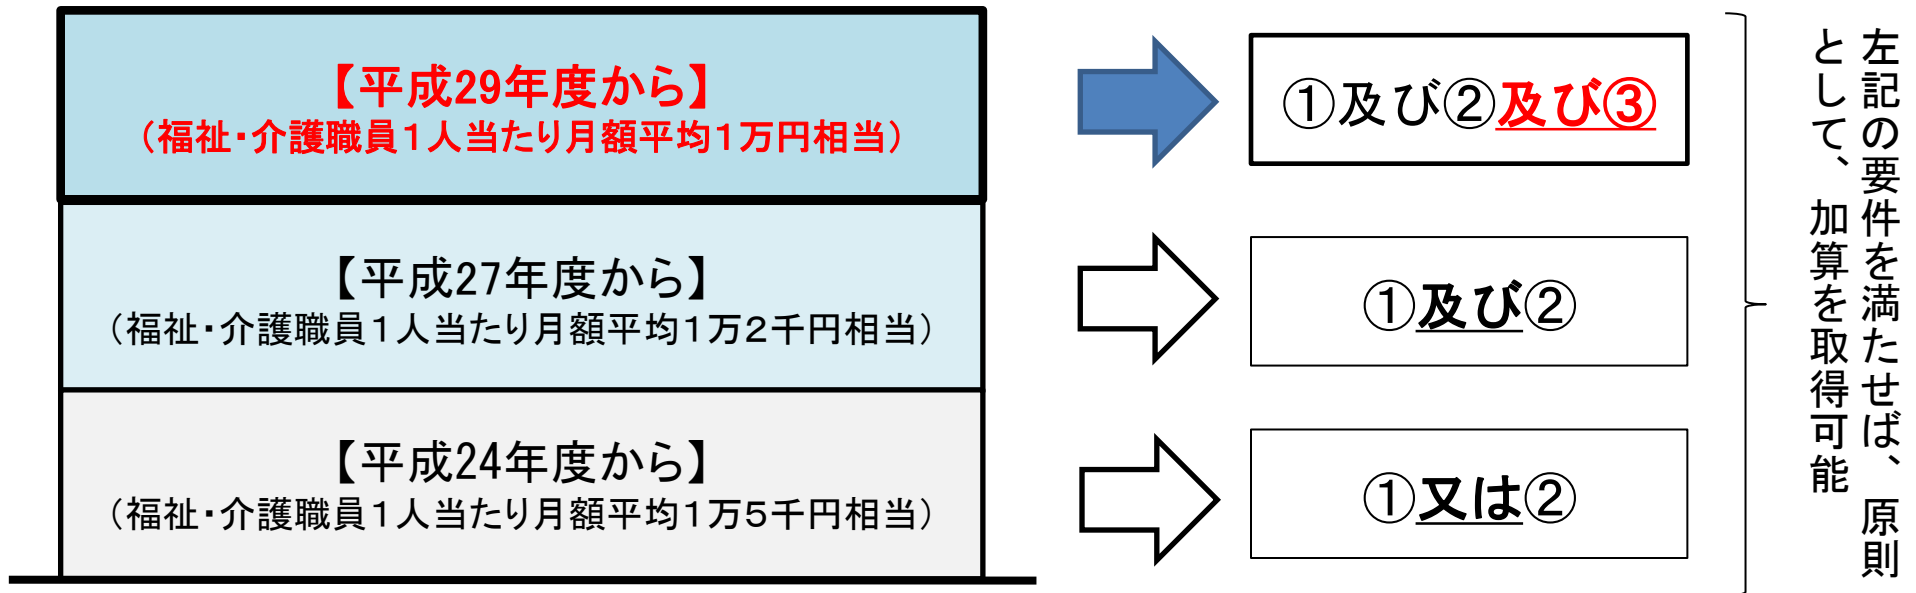 【平成29年度から】
（福祉・介護職員１人当たり月額平均１万円相当）
①及び②及び③
【平成27年度から】
（福祉・介護職員１人当たり月額平均１万２千円相当）
①及び②
【平成24年度から】
（福祉・介護職員１人当たり月額平均１万５千円相当）
①又は②
左記の要件を満たせば、原則
として、加算を取得可能